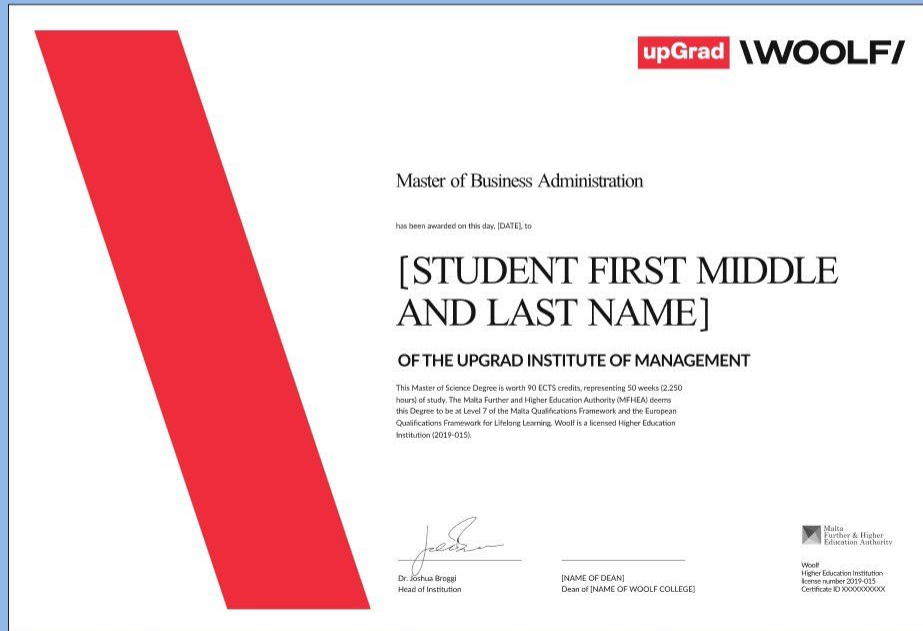 upGrad \WOOLF/
Master of Business Administration
has been awarded on this day, [DATE], to
[STUDENT FIRST MIDDLE
AND LAST NAME]
OF THE UPGRAD INSTITUTE OF MANAGEMENT
This Master of Science Degree is worth 90 ECTS credits, representing 50 weeks (2,250
hours) of study. The Malta Further and Higher Education Authority (MFHEA) deems
this Degree to be at Level 7 of the Malta Qualifications Framework and the European
Qualifications Framework for Lifelong Learning. Woolf is a licensed Higher Education
Institution (2019-015).
Dr. Joshua Broggi
Head of Institution
[NAME OF DEAN]
Dean of [NAME OF WOOLF COLLEGE]
Malta
Further & Higher
Education Authority
Woolf
Higher Education Institution
license number 2019-015
Certificate ID XXXXXXXXXX